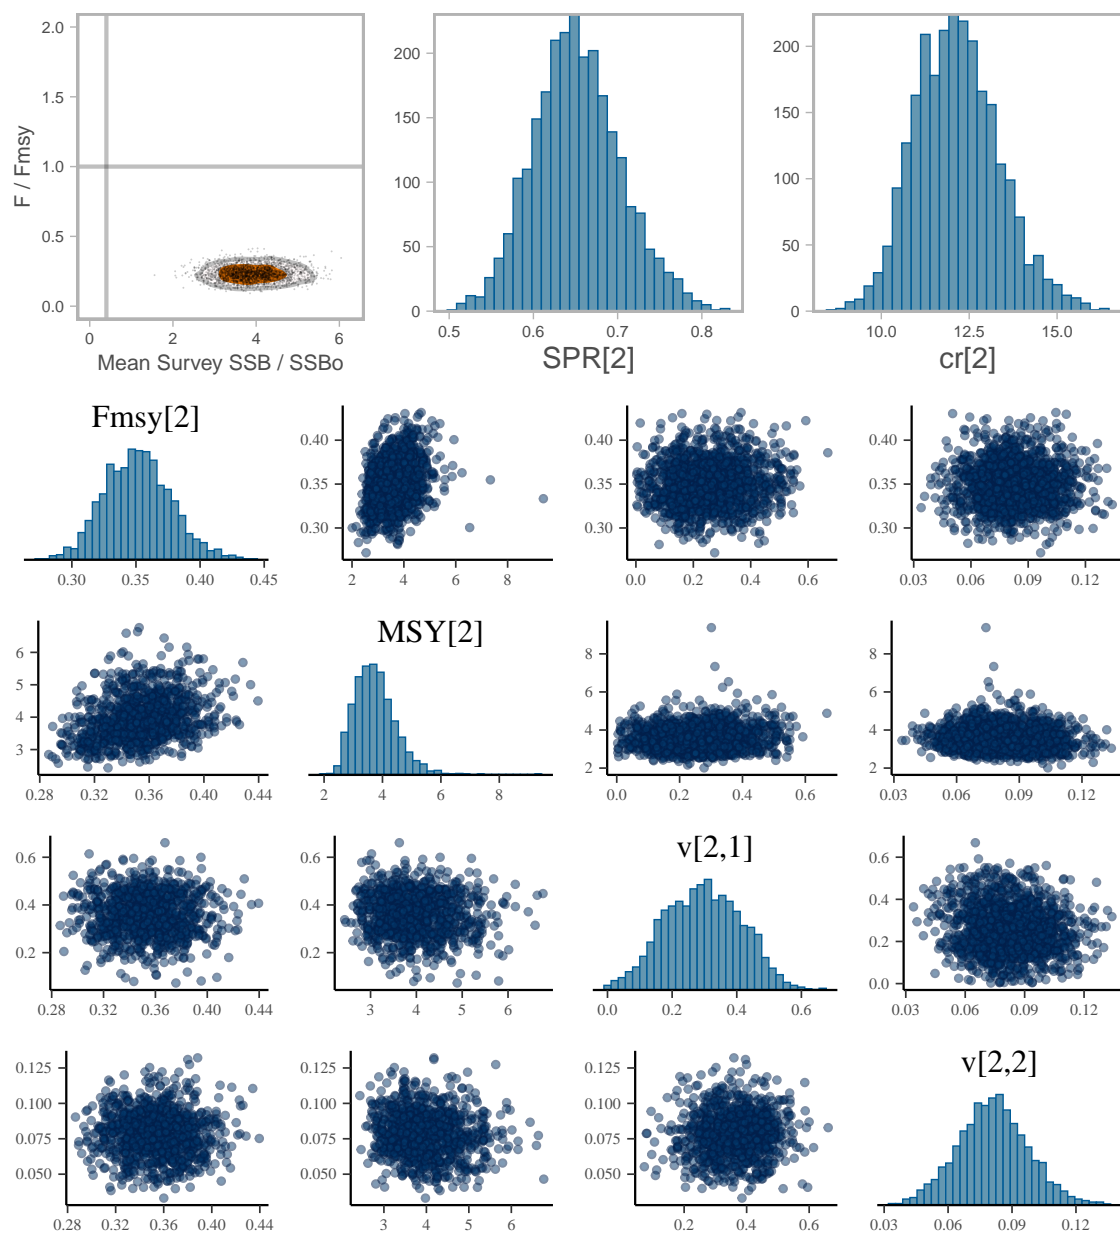 2.0
1.5
1.0
0.5
0.0
F / Fmsy
0 2 4 6
Mean Survey SSB / SSBo
200
150
100
50
0
0.5 0.6 0.7 0.8
SPR[2]
200
150
100
50
0
10.0 12.5 15.0
cr[2]
Fmsy[2]
0.30 0.35 0.40 0.45
0.40
0.35
0.30
2 4 6 8
0.40
0.35
0.30
0.0 0.2 0.4 0.6
0.40
0.35
0.30
0.03 0.06 0.09 0.12
6
5
4
3
0.28 0.32 0.36 0.40 0.44
MSY[2]
2 4 6 8
8
6
4
2
0.0 0.2 0.4 0.6
8
6
4
2
0.03 0.06 0.09 0.12
0.6
0.4
0.2
0.28 0.32 0.36 0.40 0.44
0.6
0.4
0.2
3 4 5 6
v[2,1]
0.0 0.2 0.4 0.6
0.6
0.4
0.2
0.0
0.03 0.06 0.09 0.12
0.125
0.100
0.075
0.050
0.28 0.32 0.36 0.40 0.44
0.125
0.100
0.075
0.050
3 4 5 6
0.125
0.100
0.075
0.050
0.2 0.4 0.6
v[2,2]
0.03 0.06 0.09 0.12